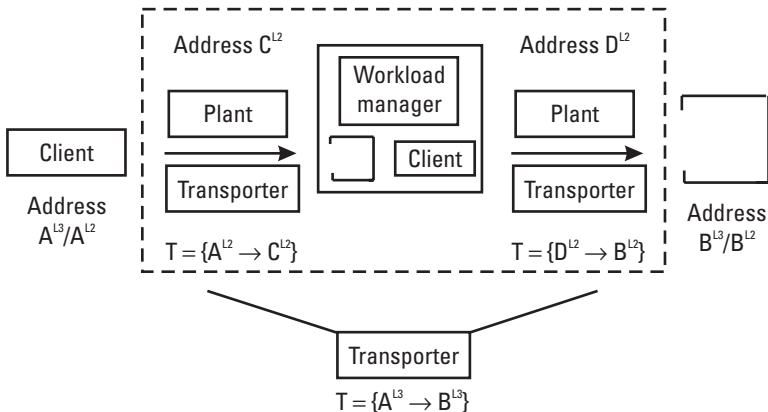 Address C^L2
Address D^L2
Workload
manager
Plant
Plant
Client
Client
Transporter
Transporter
Address
A^L3/A^L2
Address
B^L3/B^L2
T = {A^L2 → C^L2}
T = {D^L2 → B^L2}
Transporter
T = {A^L3 → B^L3}